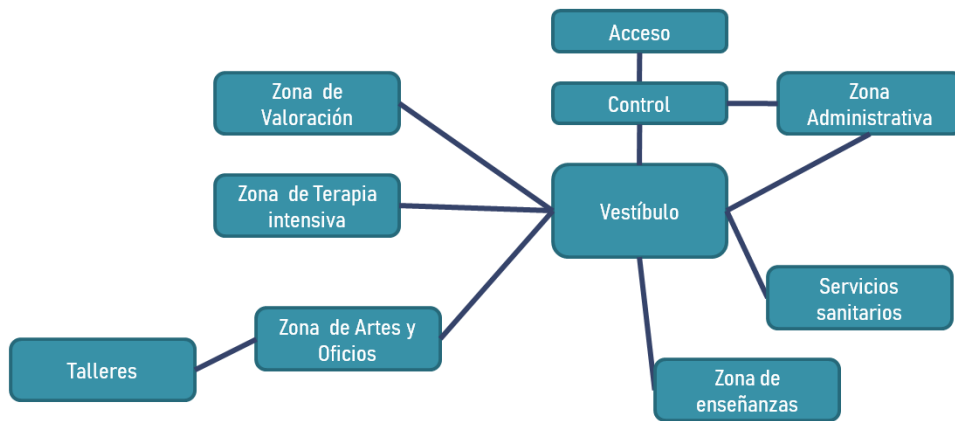 Acceso
Zona de
Valoración
Control
Zona
Administrativa
Zona de Terapia
intensiva
Vestíbulo
Servicios
sanitarios
Zona de Artes y
Oficios
Talleres
Zona de
enseñanzas